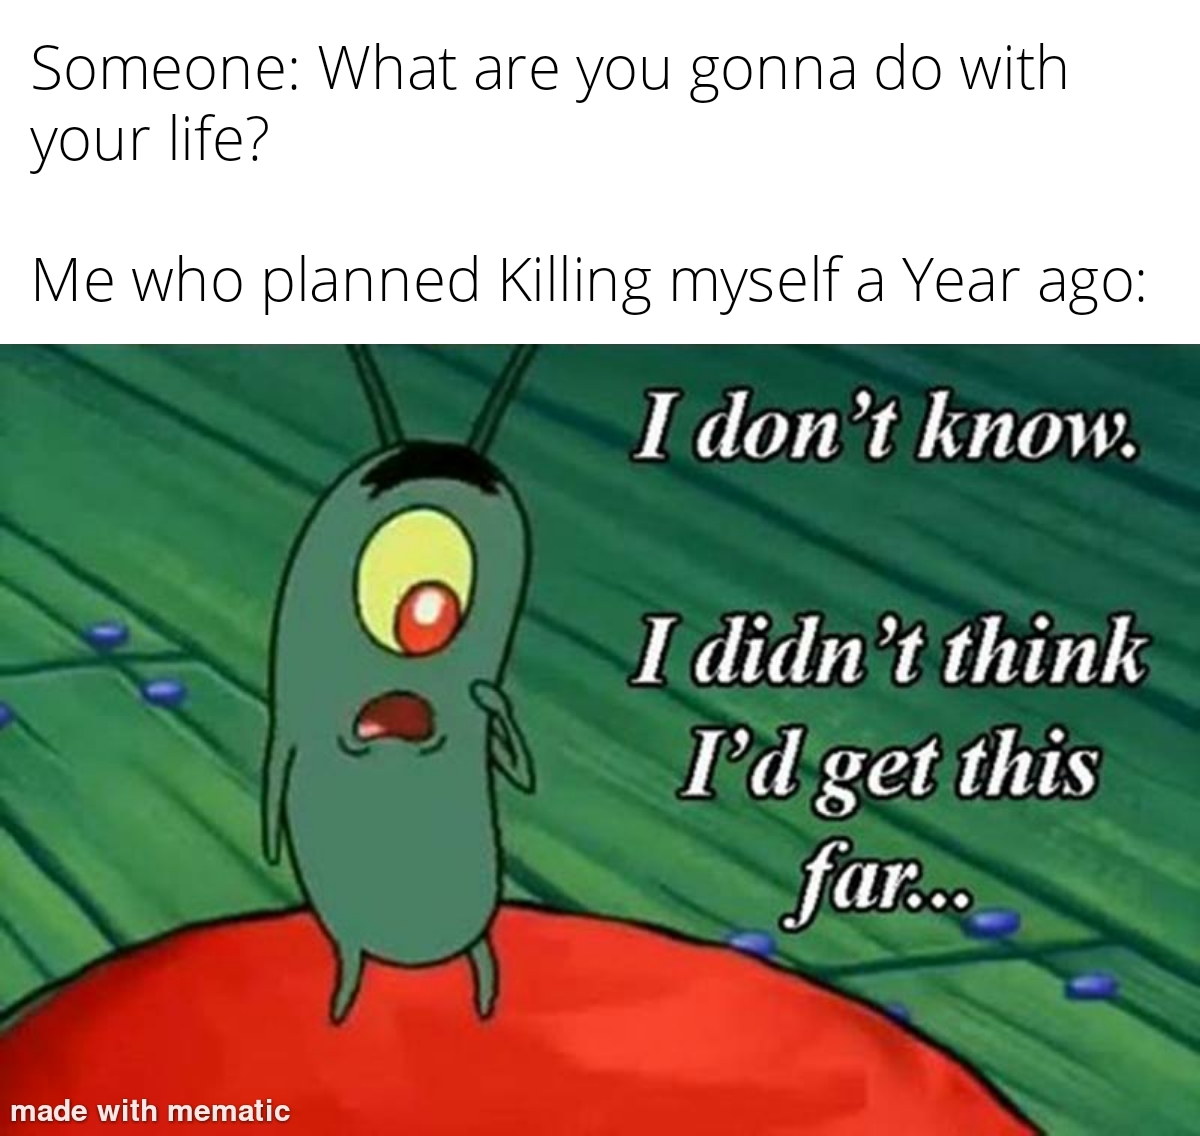 Someone: What are you gonna do with
your life?
Me who planned Killing myself a Year ago:
I don't know.
I didn't think
I'd get this
far...
made with mematic